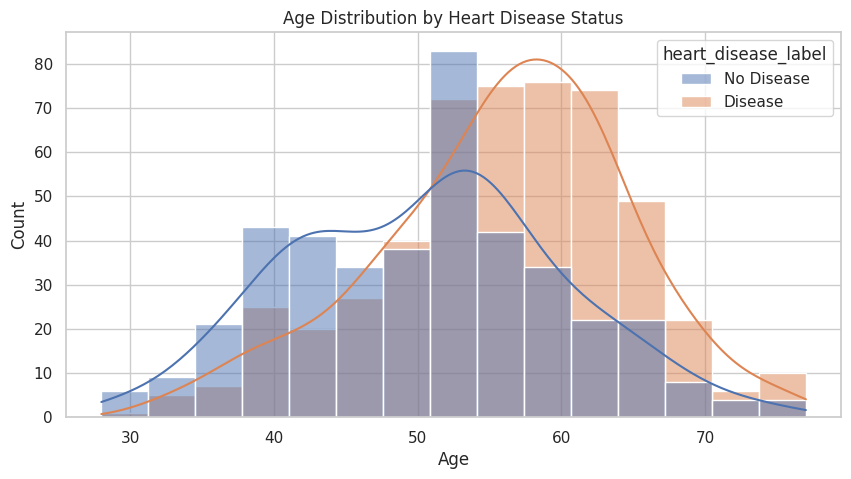 Age Distribution by Heart Disease Status
heart_disease_label
No Disease
Disease
Count
80
70
60
50
40
30
20
10
0
30 40 50 60 70
Age